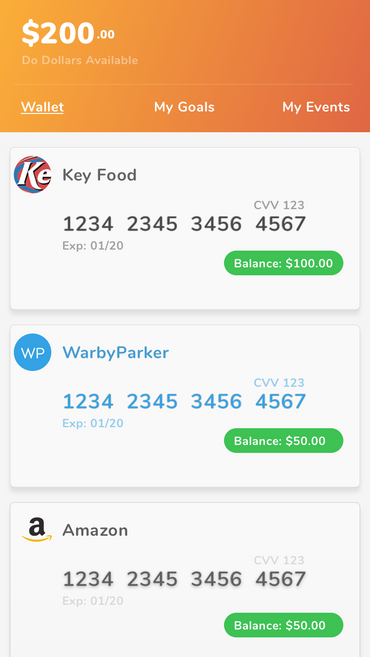 $200.00
Do Dollars Available
Wallet My Goals My Events
Ke Key Food
CVV 123
1234 2345 3456 4567
Exp: 01/20
Balance: $100.00
WP WarbyParker
CVV 123
1234 2345 3456 4567
Exp: 01/20
Balance: $50.00
a Amazon
CVV 123
1234 2345 3456 4567
Exp: 01/20
Balance: $50.00